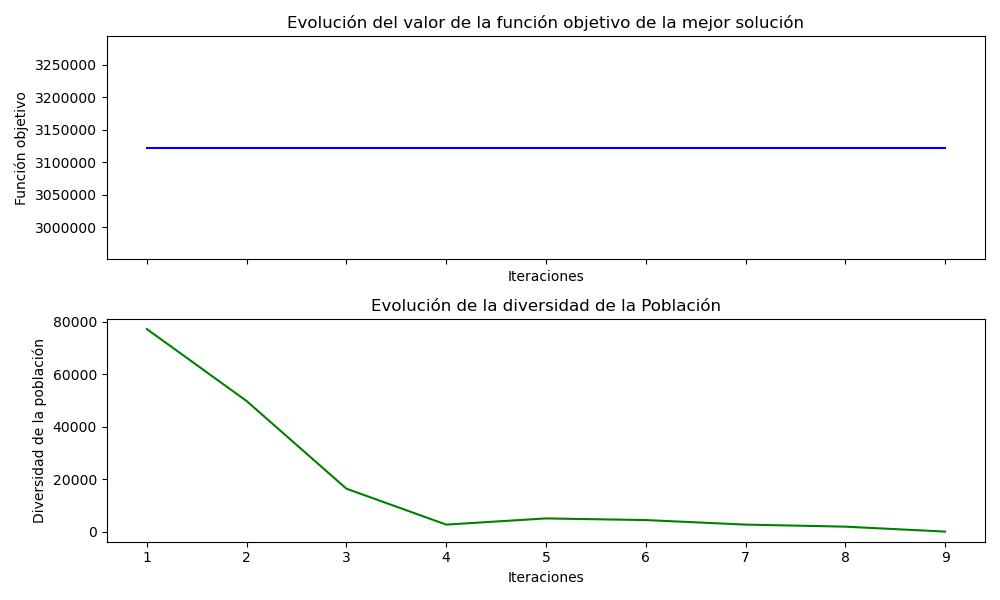 Evolución del valor de la función objetivo de la mejor solución
3250000
3200000
3150000
3100000
3050000
3000000
Función objetivo
Iteraciones
Evolución de la diversidad de la Población
80000
60000
40000
20000
0
Diversidad de la población
1 2 3 4 5 6 7 8 9
Iteraciones